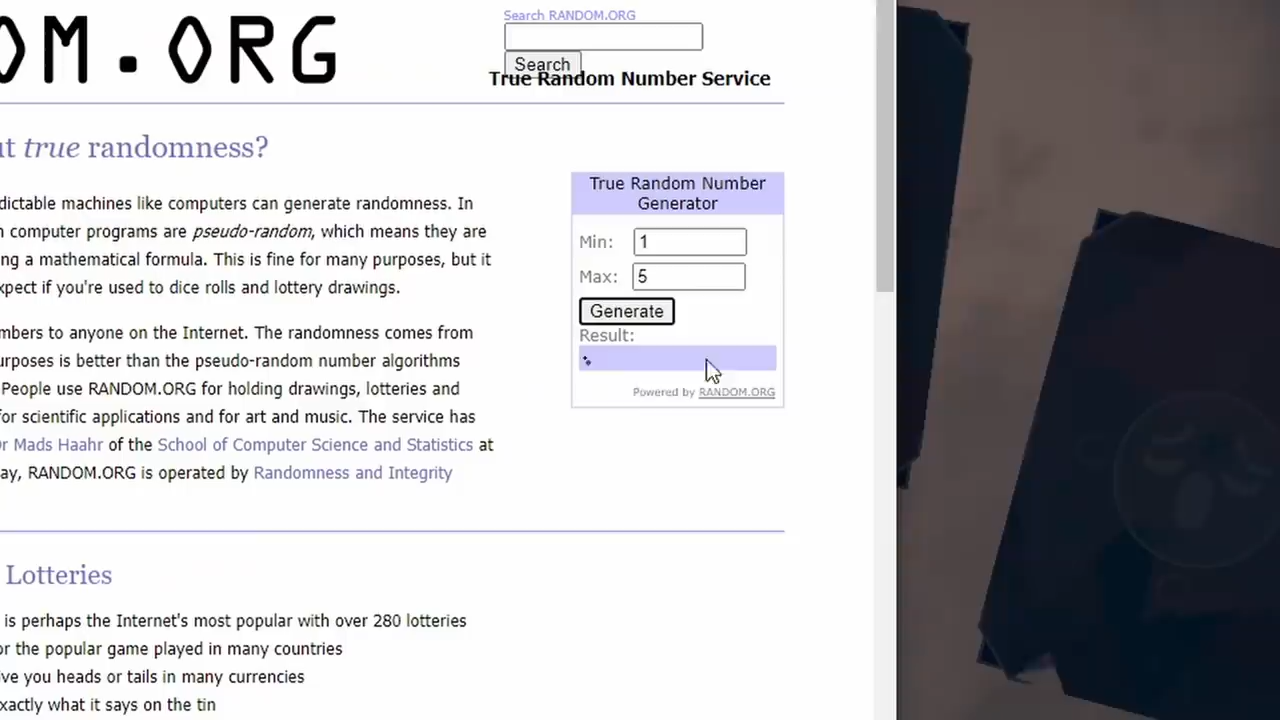 OM.ORG
Search RANDOM.ORG
Search
True Random Number Service
true randomness?
dictable machines like computers can generate randomness. In
computer programs are pseudo-random, which means they are
ng a mathematical formula. This is fine for many purposes, but it
xpect if you're used to dice rolls and lottery drawings.
mbers to anyone on the Internet. The randomness comes from
urposes is better than the pseudo-random number algorithms
People use RANDOM.ORG for holding drawings, lotteries and
for scientific applications and for art and music. The service has
Dr Mads Haahr of the School of Computer Science and Statistics at
ay, RANDOM.ORG is operated by Randomness and Integrity
True Random Number
Generator
Min: 1
Max: 5
Generate
Result:
Powered by RANDOM.ORG
Lotteries
is perhaps the Internet's most popular with over 280 lotteries
or the popular game played in many countries
ive you heads or tails in many currencies
xactly what it says on the tin